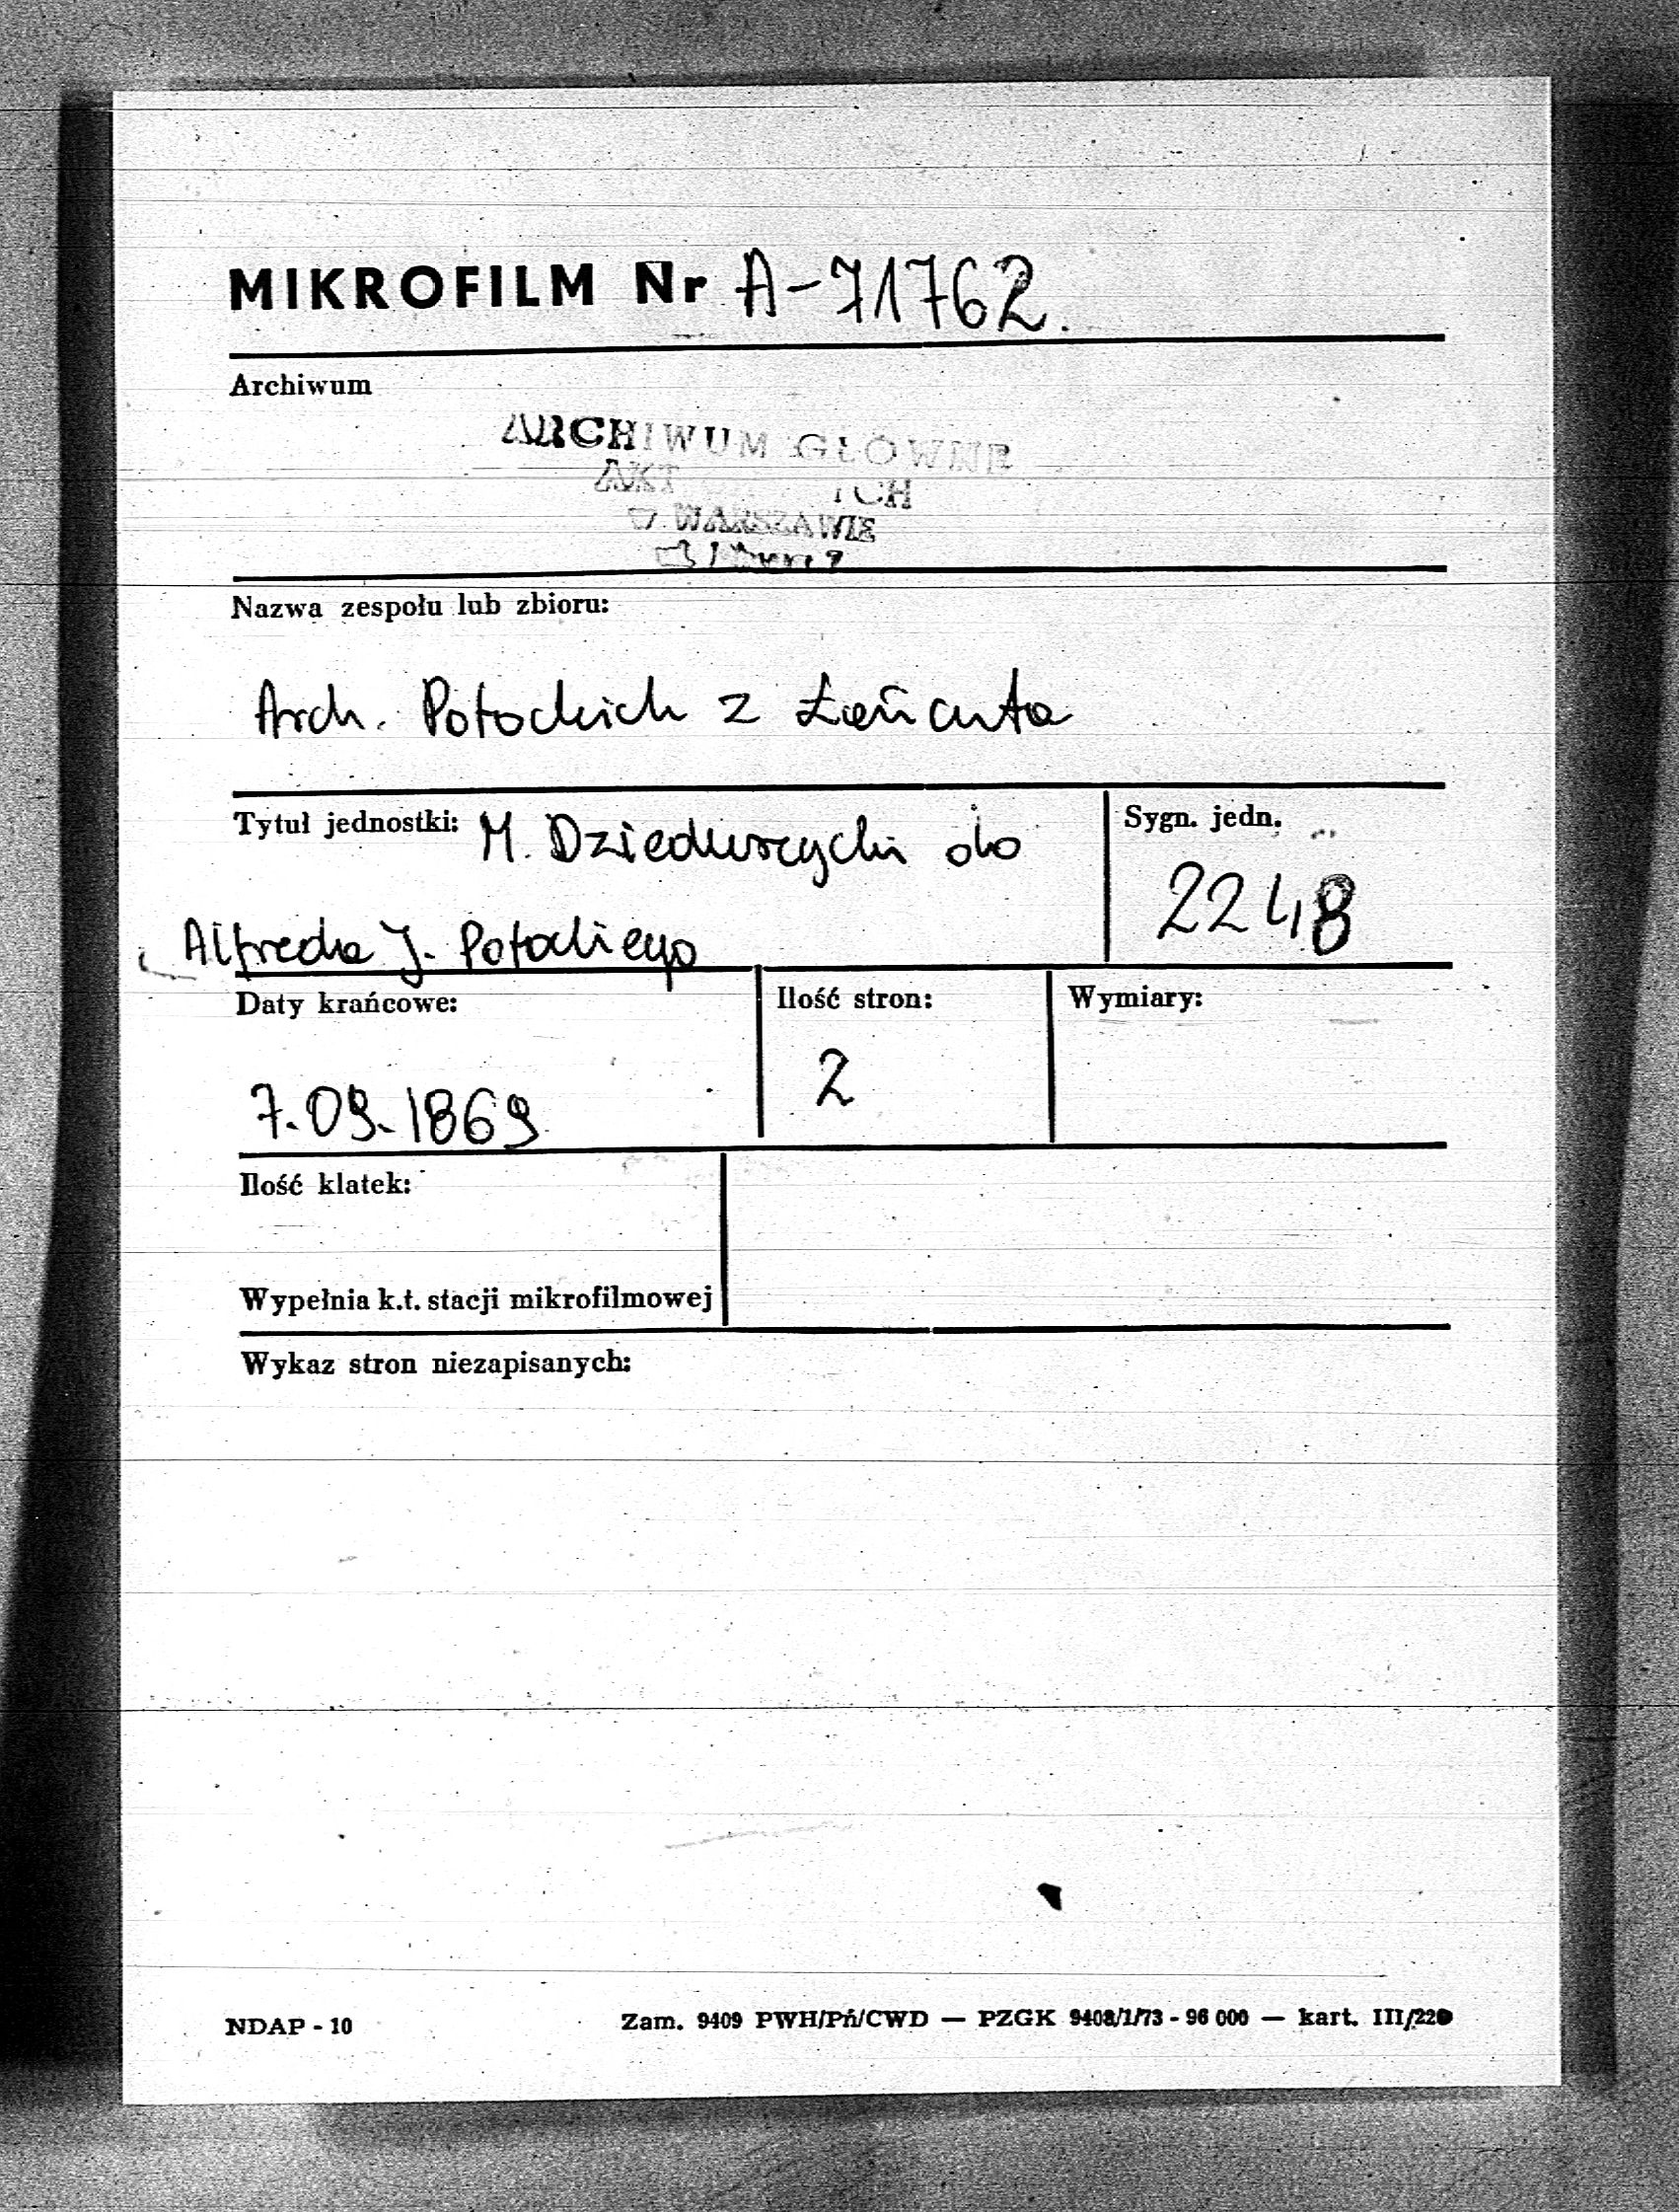 MIKROFILM Nr A-71762.
Archiwum
ARCHIWUM GŁÓWNE
AKT
W WARSZAWIE
Nazwa zespołu lub zbioru:
Arch. Potockich z Łańcuta
Tytuł jednostki: M. Dzieduszycki do
Alfreda J. Potockiego
Sygn. jedn.
2248
Daty krańcowe:
7.09.1869
Ilość stron:
2
Wymiary:
Ilość klatek:
Wypełnia k.t. stacji mikrofilmowej
Wykaz stron niezapisanych:
NDAP - 10
Zam. 9409 PWH/Pń/CWD — PZGK 9408/1/73 - 96 000 — kart. III/220